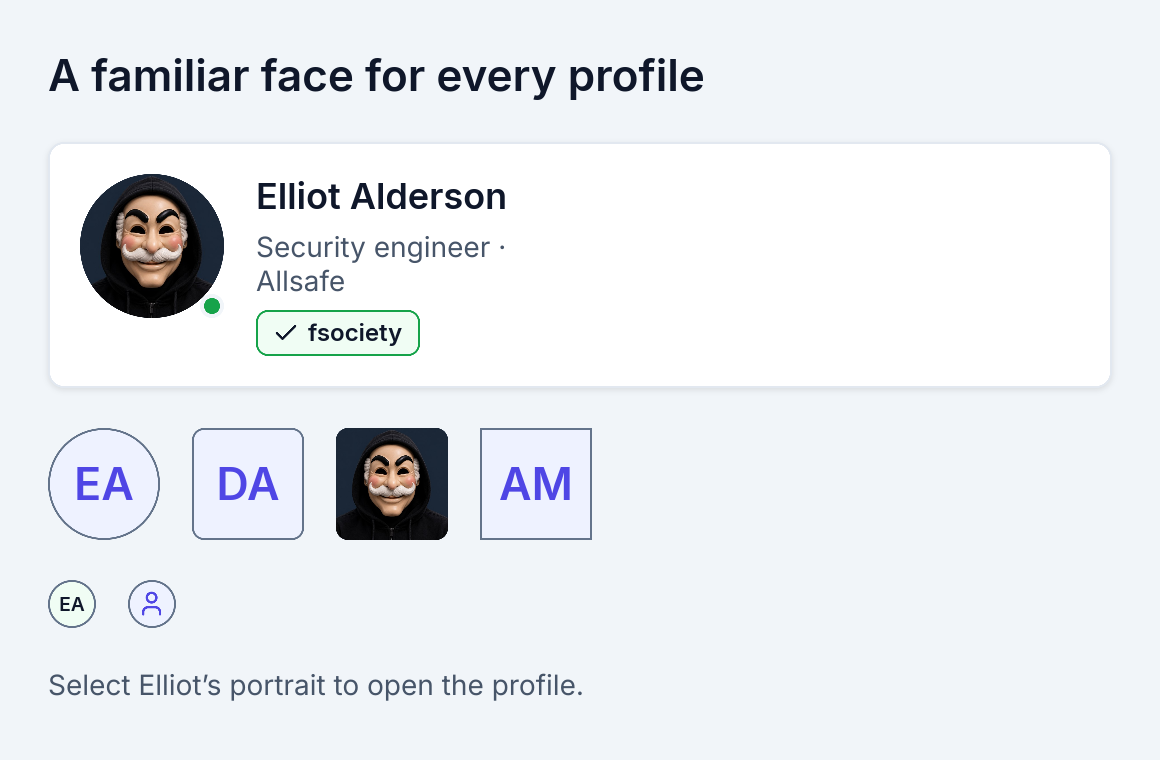 A familiar face for every profile
Elliot Alderson
Security engineer ·
Allsafe
fsociety
EA
DA
AM
EA
Select Elliot’s portrait to open the profile.